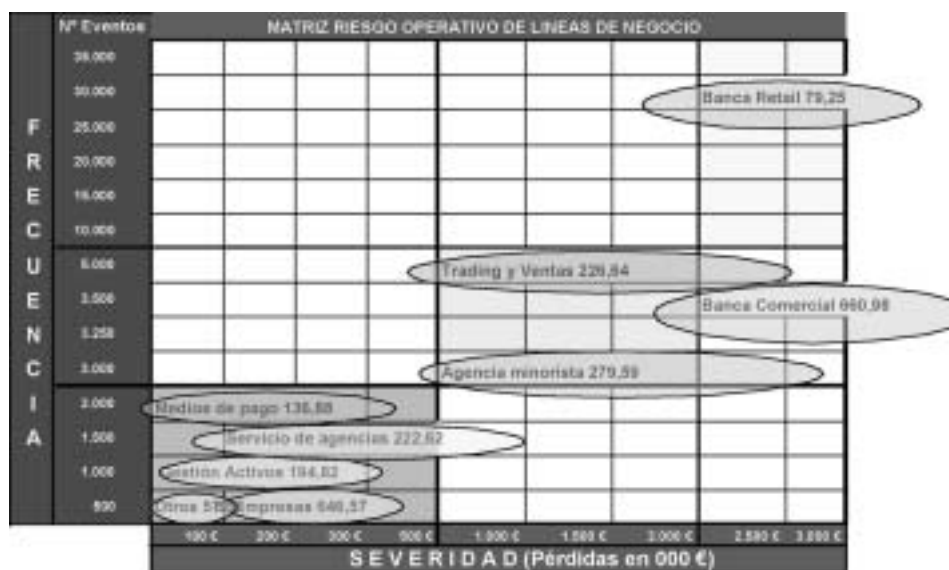 Nº Eventos
MATRIZ RIESGO OPERATIVO DE LINEAS DE NEGOCIO
FRECUENCIA
35.000
30.000
Banca Retail 79,25
25.000
20.000
15.000
10.000
5.000
Trading y Ventas 226,64
3.500
Banca Comercial 660,98
3.250
3.000
Agencia minorista 279,59
2.000
Medios de pago 136,88
1.500
Servicio de agencias 222,62
1.000
Gestión Activos 194,82
500
Otros
Empresas 646,57
100 € 200 € 300 € 500 € 1.000 € 1.500 € 2.000 € 2.500 € 3.000 €
SEVERIDAD (Pérdidas en 000 €)